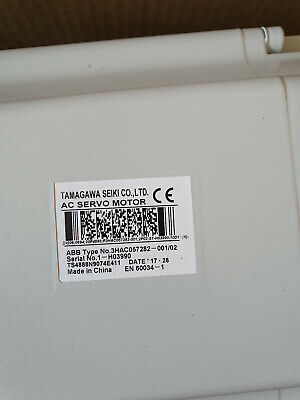 TAMAGAWA SEIKI CO.,LTD.
AC SERVO MOTOR CE
ABB Type No.3HAC057282-001/02
Serial No.1-H03990
TS4888N9074E411 DATE '17-28
Made in China EN 60034-1